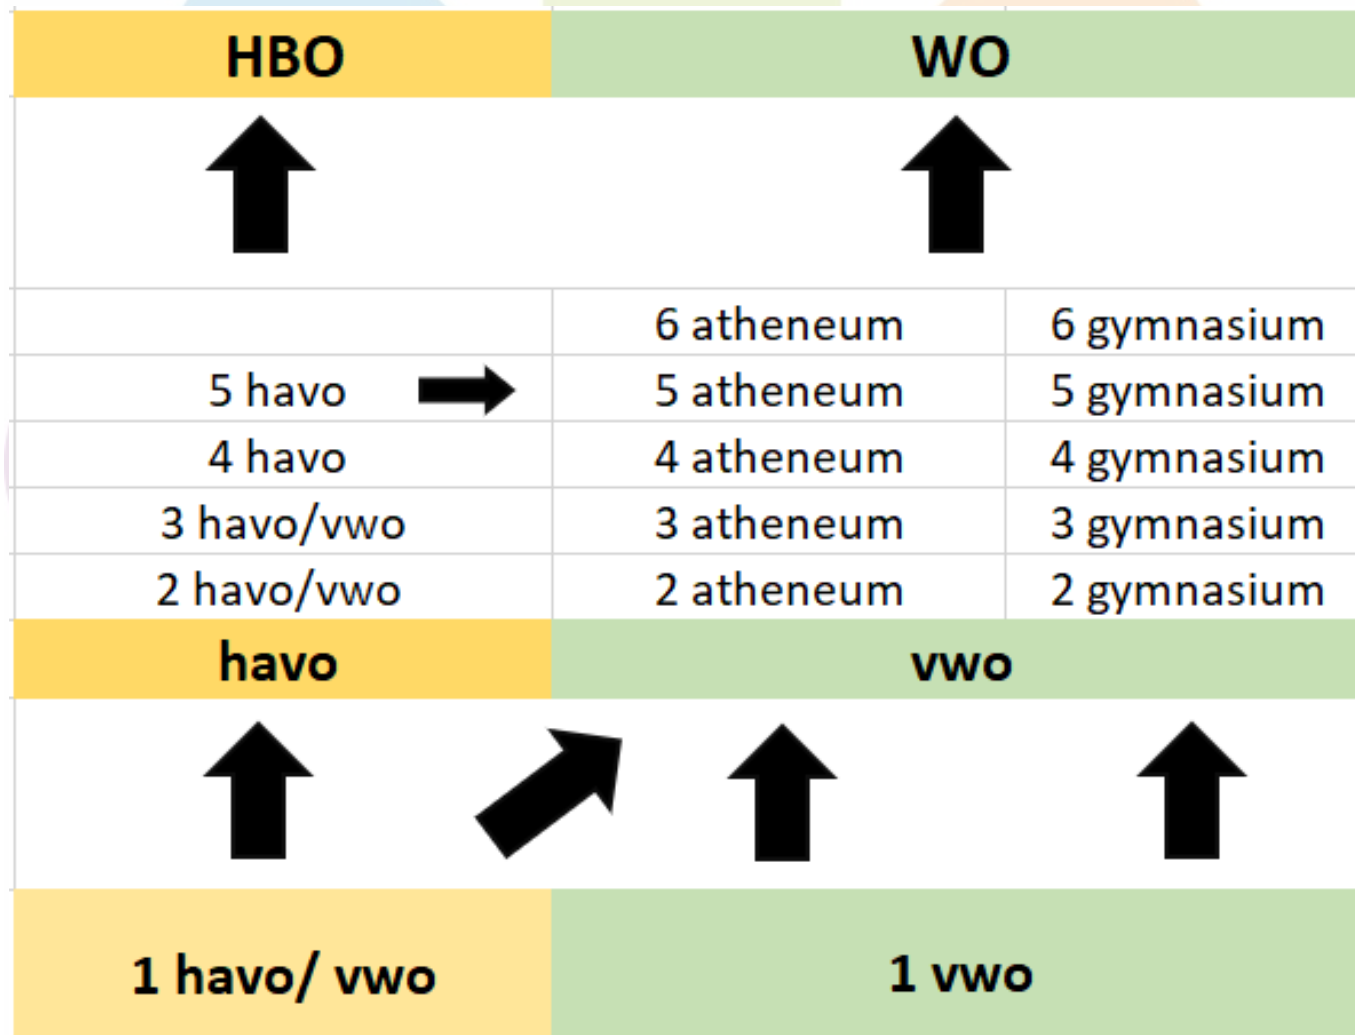 HBO WO
6 atheneum 6 gymnasium
5 havo 5 atheneum 5 gymnasium
4 havo 4 atheneum 4 gymnasium
3 havo/vwo 3 atheneum 3 gymnasium
2 havo/vwo 2 atheneum 2 gymnasium
havo vwo
1 havo/ vwo 1 vwo